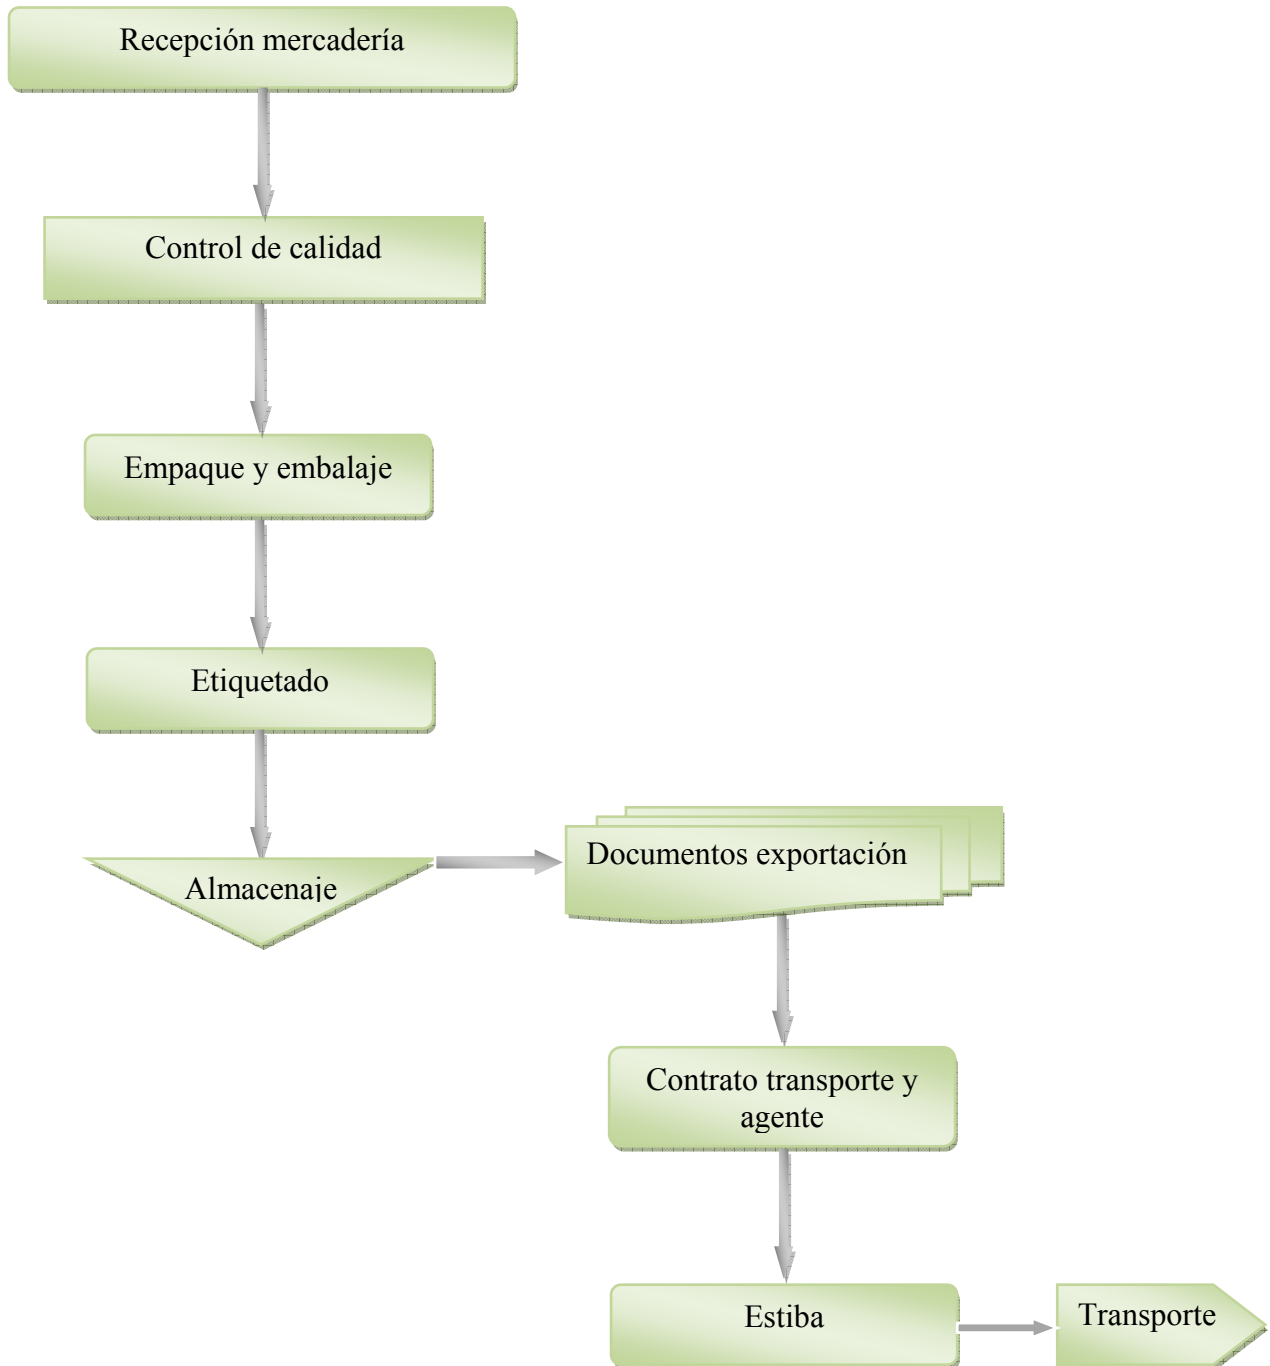 Recepción mercadería
Control de calidad
Empaque y embalaje
Etiquetado
Almacenaje
Documentos exportación
Contrato transporte y
agente
Estiba
Transporte